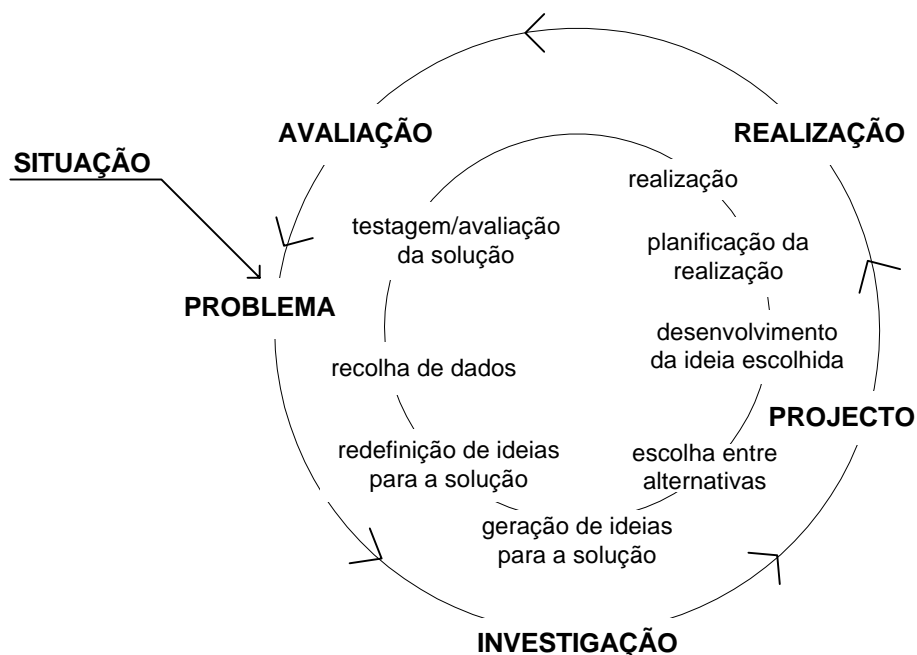 AVALIAÇÃO
REALIZAÇÃO
SITUAÇÃO
realização
testagem/avaliação
da solução
planificação da
realização
PROBLEMA
desenvolvimento
da ideia escolhida
recolha de dados
PROJECTO
redefinição de ideias
para a solução
escolha entre
alternativas
geração de ideias
para a solução
INVESTIGAÇÃO